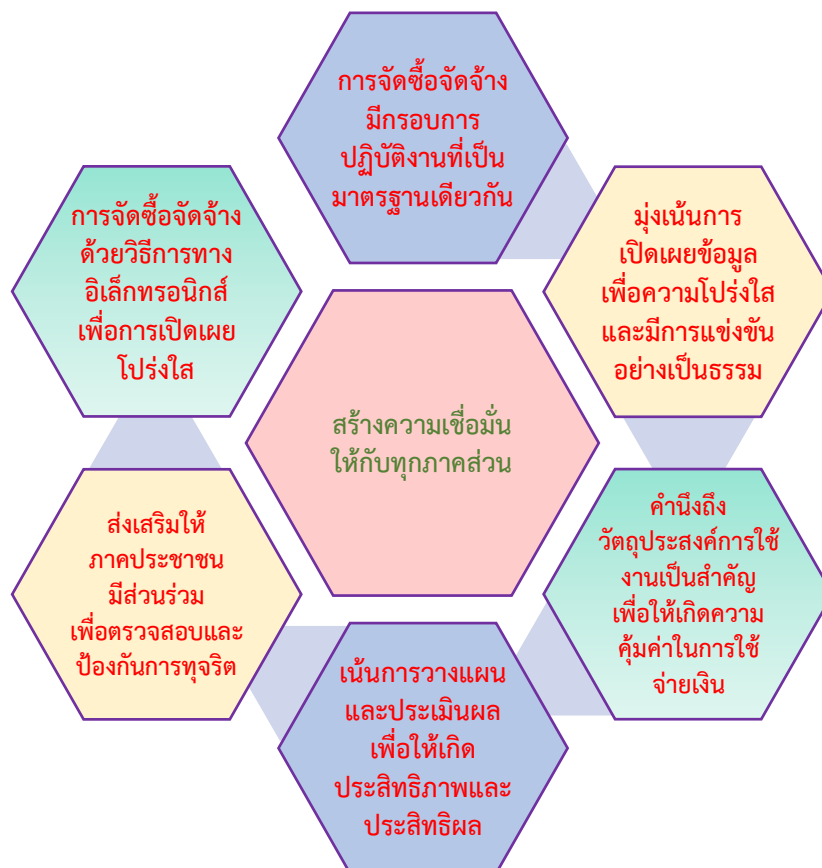 การจัดซื้อจัดจ้าง
มีกรอบการ
ปฏิบัติงานที่เป็น
มาตรฐานเดียวกัน
มุ่งเน้นการ
เปิดเผยข้อมูล
เพื่อความโปร่งใส
และมีการแข่งขัน
อย่างเป็นธรรม
คำนึงถึง
วัตถุประสงค์การใช้
งานเป็นสำคัญ
เพื่อให้เกิดความ
คุ้มค่าในการใช้
จ่ายเงิน
เน้นการวางแผน
และประเมินผล
เพื่อให้เกิด
ประสิทธิภาพและ
ประสิทธิผล
ส่งเสริมให้
ภาคประชาชน
มีส่วนร่วม
เพื่อตรวจสอบและ
ป้องกันการทุจริต
การจัดซื้อจัดจ้าง
ด้วยวิธีการทาง
อิเล็กทรอนิกส์
เพื่อการเปิดเผย
โปร่งใส
สร้างความเชื่อมั่น
ให้กับทุกภาคส่วน